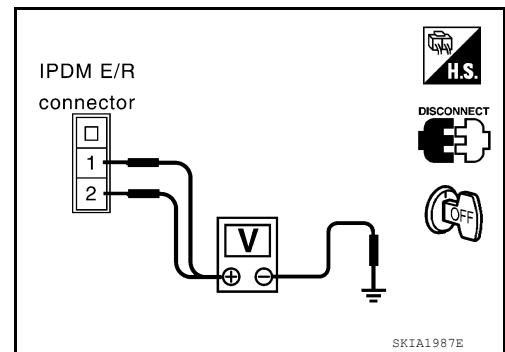 IPDM E/R
connector
1
2
V
+ −
H.S.
DISCONNECT
OFF
SKIA1987E